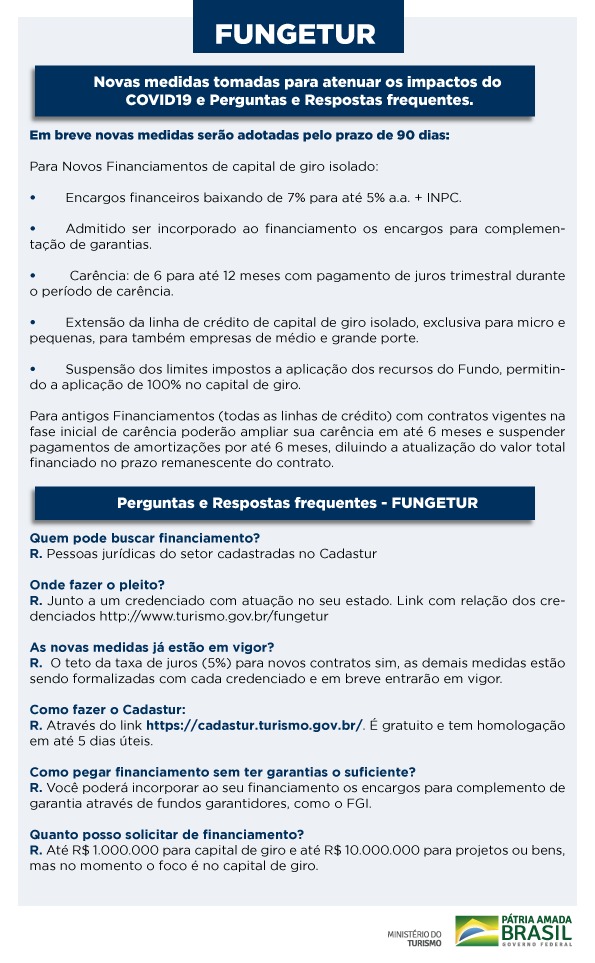 FUNGETUR
Novas medidas tomadas para atenuar os impactos do
COVID19 e Perguntas e Respostas frequentes.
Em breve novas medidas serão adotadas pelo prazo de 90 dias:
Para Novos Financiamentos de capital de giro isolado:
• Encargos financeiros baixando de 7% para até 5% a.a. + INPC.
• Admitido ser incorporado ao financiamento os encargos para complemen-
tação de garantias.
• Carência: de 6 para até 12 meses com pagamento de juros trimestral durante
o período de carência.
• Extensão da linha de crédito de capital de giro isolado, exclusiva para micro e
pequenas, para também empresas de médio e grande porte.
• Suspensão dos limites impostos a aplicação dos recursos do Fundo, permitin-
do a aplicação de 100% no capital de giro.
Para antigos Financiamentos (todas as linhas de crédito) com contratos vigentes na
fase inicial de carência poderão ampliar sua carência em até 6 meses e suspender
pagamentos de amortizações por até 6 meses, diluindo a atualização do valor total
financiado no prazo remanescente do contrato.
Perguntas e Respostas frequentes - FUNGETUR
Quem pode buscar financiamento?
R. Pessoas jurídicas do setor cadastradas no Cadastur
Onde fazer o pleito?
R. Junto a um credenciado com atuação no seu estado. Link com relação dos cre-
denciados http://www.turismo.gov.br/fungetur
As novas medidas já estão em vigor?
R. O teto da taxa de juros (5%) para novos contratos sim, as demais medidas estão
sendo formalizadas com cada credenciado e em breve entrarão em vigor.
Como fazer o Cadastur:
R. Através do link https://cadastur.turismo.gov.br/. É gratuito e tem homologação
em até 5 dias úteis.
Como pegar financiamento sem ter garantias o suficiente?
R. Você poderá incorporar ao seu financiamento os encargos para complemento de
garantia através de fundos garantidores, como o FGI.
Quanto posso solicitar de financiamento?
R. Até R$ 1.000.000 para capital de giro e até R$ 10.000.000 para projetos ou bens,
mas no momento o foco é no capital de giro.
MINISTÉRIO DO
TURISMO
PÁTRIA AMADA
BRASIL
GOVERNO FEDERAL